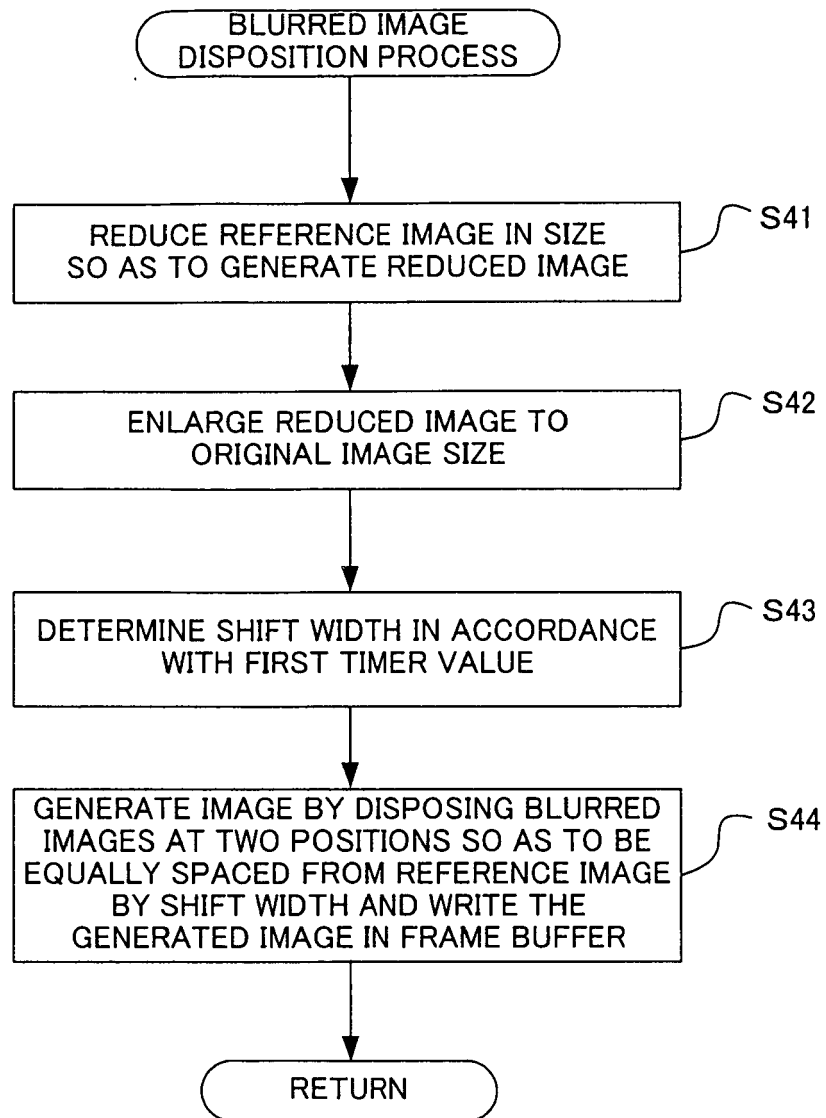 BLURRED IMAGE
DISPOSITION PROCESS
REDUCE REFERENCE IMAGE IN SIZE
SO AS TO GENERATE REDUCED IMAGE
S41
ENLARGE REDUCED IMAGE TO
ORIGINAL IMAGE SIZE
S42
DETERMINE SHIFT WIDTH IN ACCORDANCE
WITH FIRST TIMER VALUE
S43
GENERATE IMAGE BY DISPOSING BLURRED
IMAGES AT TWO POSITIONS SO AS TO BE
EQUALLY SPACED FROM REFERENCE IMAGE
BY SHIFT WIDTH AND WRITE THE
GENERATED IMAGE IN FRAME BUFFER
S44
RETURN